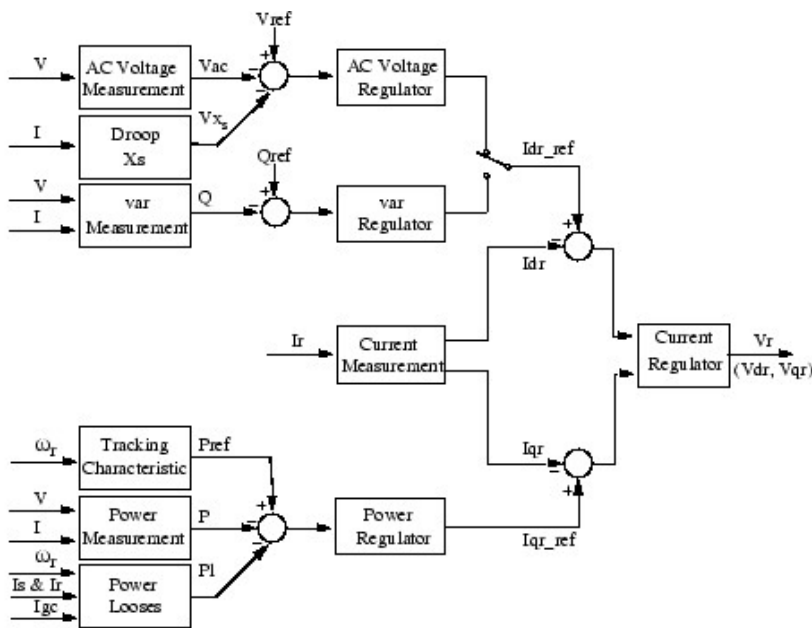 Vref
V
AC Voltage
Measurement
Vac
+
−
−
AC Voltage
Regulator
I
Droop
Xs
Vxs
Qref
Idr_ref
V
I
var
Measurement
Q
+
−
var
Regulator
+
−
Idr
Ir
Current
Measurement
Current
Regulator
Vr
(Vdr, Vqr)
Iqr
−
+
ωr
Tracking
Characteristic
Pref
V
I
Power
Measurement
P
+
−
−
Power
Regulator
Iqr_ref
ωr
Is & Ir
Igc
Power
Looses
Pl